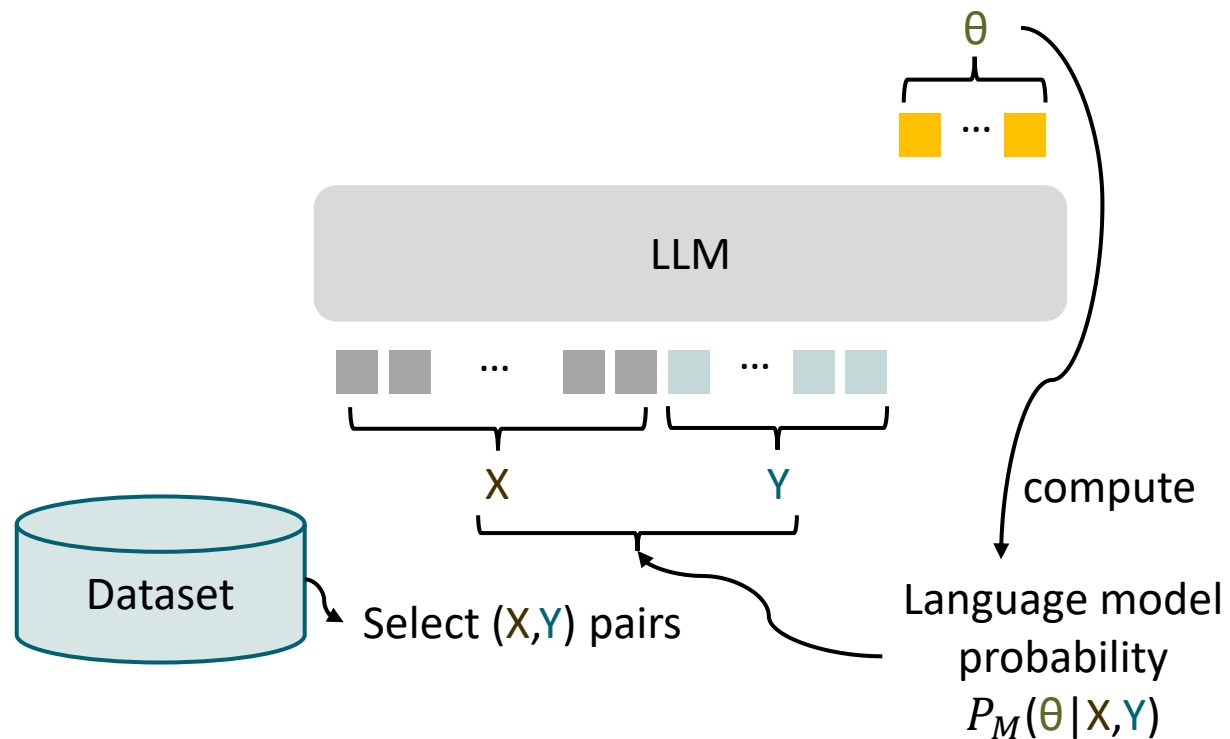 θ
...
LLM
... ...
X Y
compute
Dataset
Select (X,Y) pairs
Language model
probability
P_M(θ|X,Y)